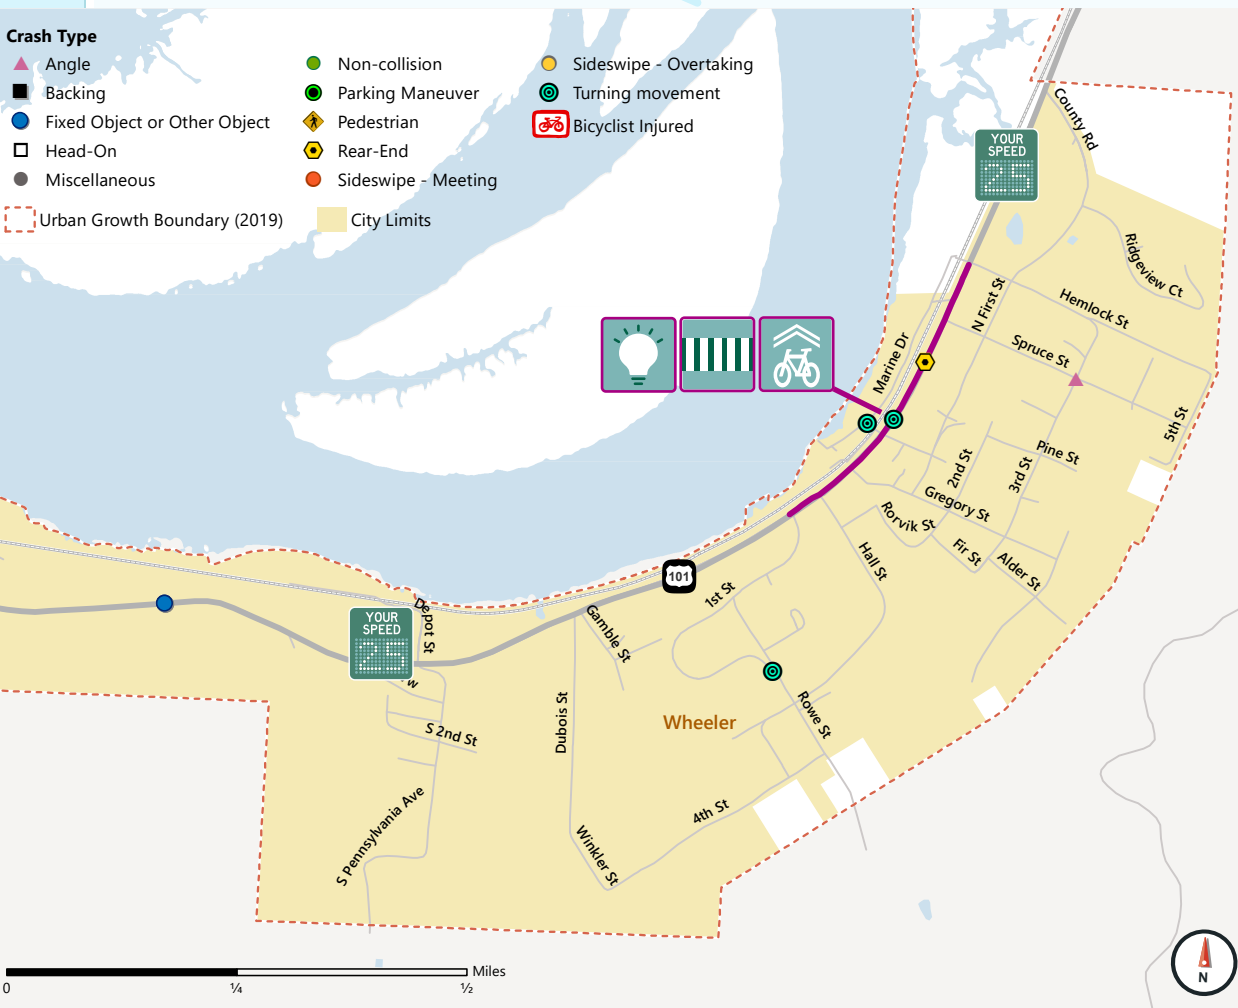 Crash Type
Angle
Backing
Fixed Object or Other Object
Head-On
Miscellaneous
Non-collision
Parking Maneuver
Pedestrian
Rear-End
Sideswipe - Meeting
Sideswipe - Overtaking
Turning movement
Bicyclist Injured
Urban Growth Boundary (2019)
City Limits
County Rd
YOUR
SPEED
25
Ridgeview Ct
N First St
Hemlock St
Marine Dr
Spruce St
5th St
Pine St
2nd St
3rd St
Gregory St
Rorvik St
Fir St
Alder St
Hall St
101
1st St
Gamble St
Depot St
YOUR
SPEED
25
w
S 2nd St
Dubois St
Wheeler
Rowe St
4th St
Winkler St
S Pennsylvania Ave
Miles
0
¼
½
N